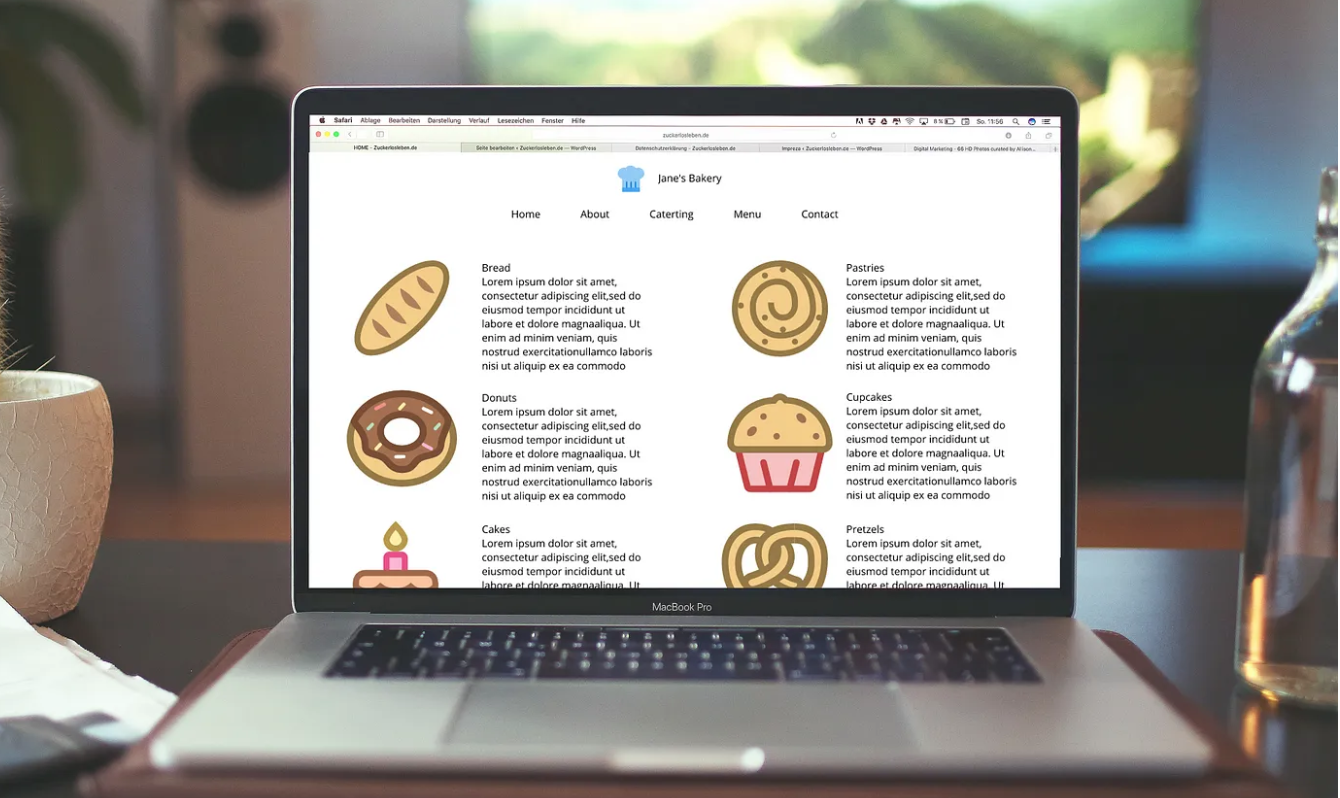 Safari Ablage Bearbeiten Darstellung Verlauf Lesezeichen Fenster Hilfe
8 % So. 11:56
zuckerlosleben.de
HOME - Zuckerlosleben.de
Seite bearbeiten ‹ Zuckerlosleben.de — WordPress
Datenschutzerklärung - Zuckerlosleben.de
Impreza ‹ Zuckerlosleben.de — WordPress
Digital Marketing - 66 HD Photos curated by Alison...
Jane's Bakery
Home About Caterting Menu Contact
Bread
Lorem ipsum dolor sit amet,
consectetur adipiscing elit,sed do
eiusmod tempor incididunt ut
labore et dolore magnaaliqua. Ut
enim ad minim veniam, quis
nostrud exercitationullamco laboris
nisi ut aliquip ex ea commodo
Pastries
Lorem ipsum dolor sit amet,
consectetur adipiscing elit,sed do
eiusmod tempor incididunt ut
labore et dolore magnaaliqua. Ut
enim ad minim veniam, quis
nostrud exercitationullamco laboris
nisi ut aliquip ex ea commodo
Donuts
Lorem ipsum dolor sit amet,
consectetur adipiscing elit,sed do
eiusmod tempor incididunt ut
labore et dolore magnaaliqua. Ut
enim ad minim veniam, quis
nostrud exercitationullamco laboris
nisi ut aliquip ex ea commodo
Cupcakes
Lorem ipsum dolor sit amet,
consectetur adipiscing elit,sed do
eiusmod tempor incididunt ut
labore et dolore magnaaliqua. Ut
enim ad minim veniam, quis
nostrud exercitationullamco laboris
nisi ut aliquip ex ea commodo
Cakes
Lorem ipsum dolor sit amet,
consectetur adipiscing elit,sed do
eiusmod tempor incididunt ut
labore et dolore magnaaliqua. Ut
Pretzels
Lorem ipsum dolor sit amet,
consectetur adipiscing elit,sed do
eiusmod tempor incididunt ut
labore et dolore magnaaliqua. Ut
MacBook Pro